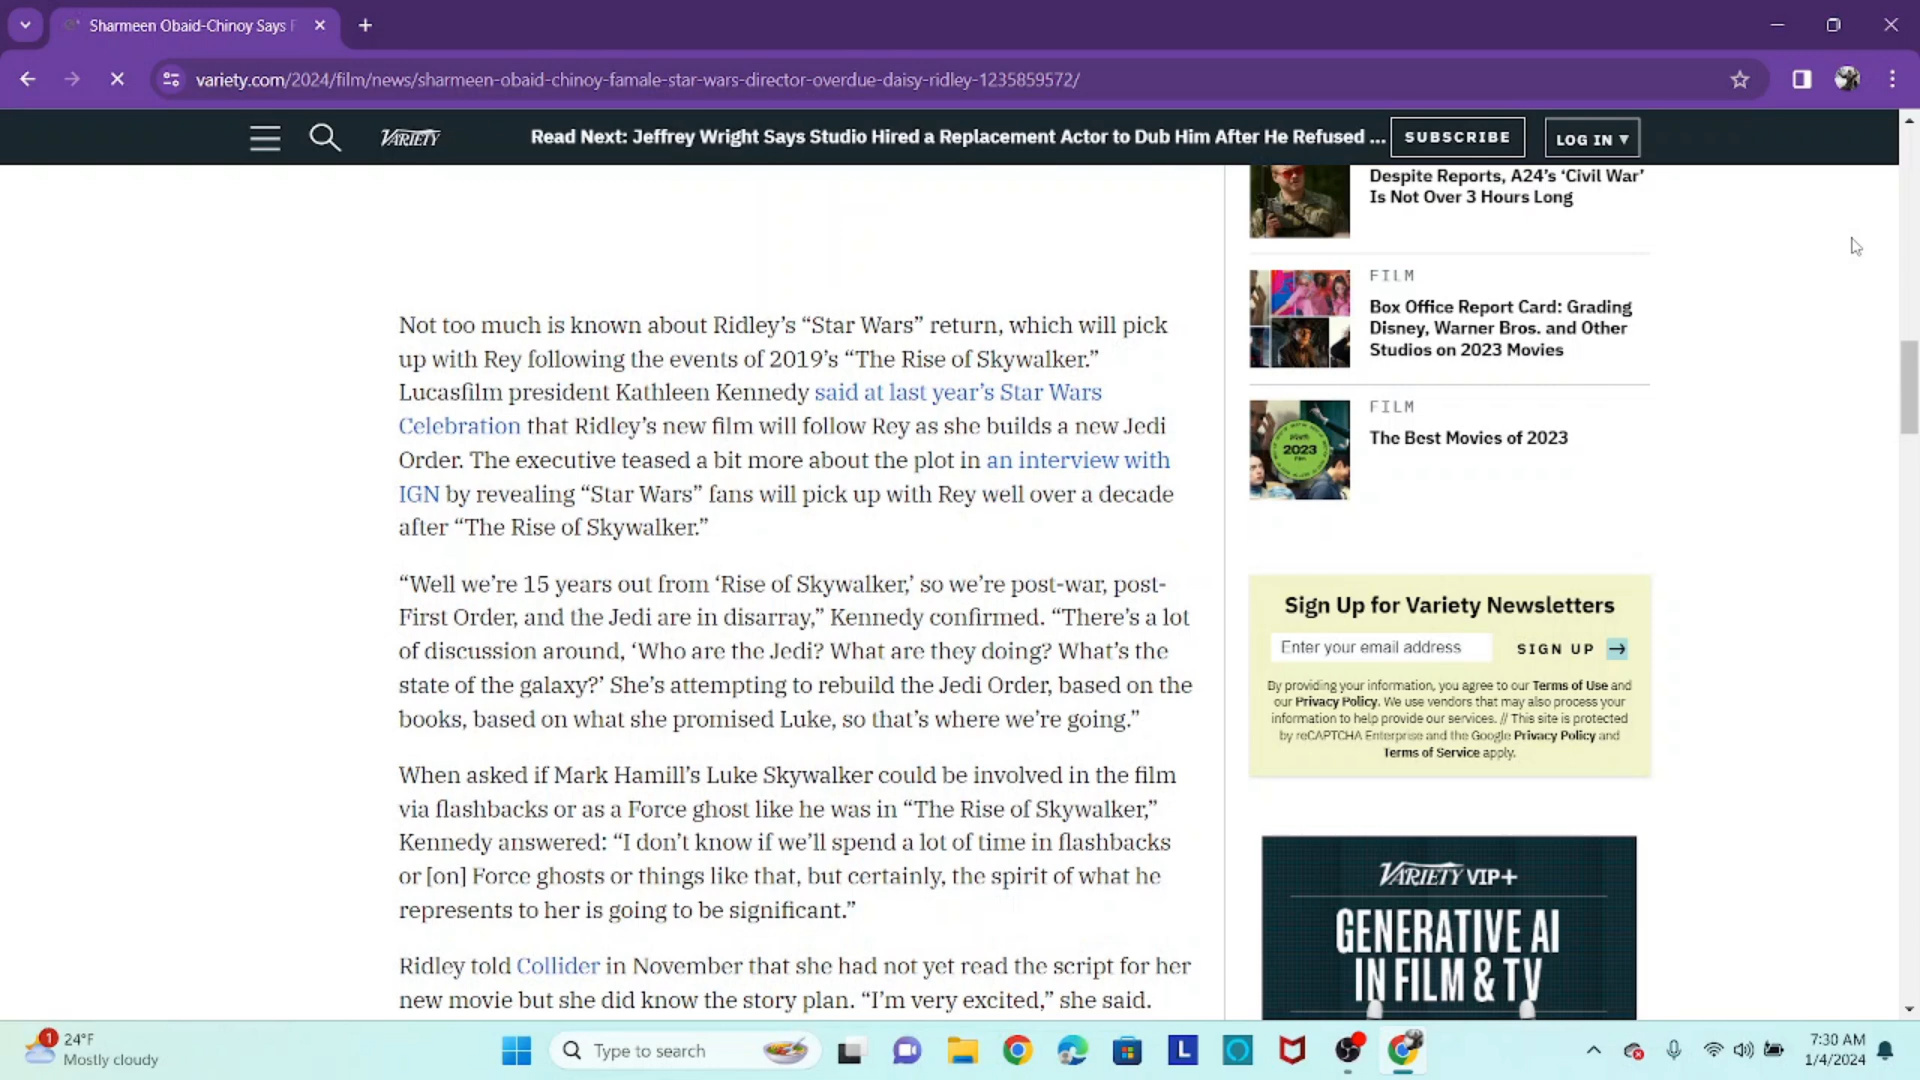 Sharmeen Obaid-Chinoy Says F
variety.com/2024/film/news/sharmeen-obaid-chinoy-famale-star-wars-director-overdue-daisy-ridley-1235859572/
VARIETY
Read Next: Jeffrey Wright Says Studio Hired a Replacement Actor to Dub Him After He Refused ...
SUBSCRIBE
LOG IN ▾
Not too much is known about Ridley’s “Star Wars” return, which will pick
up with Rey following the events of 2019’s “The Rise of Skywalker.”
Lucasfilm president Kathleen Kennedy said at last year’s Star Wars
Celebration that Ridley’s new film will follow Rey as she builds a new Jedi
Order. The executive teased a bit more about the plot in an interview with
IGN by revealing “Star Wars” fans will pick up with Rey well over a decade
after “The Rise of Skywalker.”
“Well we’re 15 years out from ‘Rise of Skywalker,’ so we’re post-war, post-
First Order, and the Jedi are in disarray,” Kennedy confirmed. “There’s a lot
of discussion around, ‘Who are the Jedi? What are they doing? What’s the
state of the galaxy?’ She’s attempting to rebuild the Jedi Order, based on the
books, based on what she promised Luke, so that’s where we’re going.”
When asked if Mark Hamill’s Luke Skywalker could be involved in the film
via flashbacks or as a Force ghost like he was in “The Rise of Skywalker,”
Kennedy answered: “I don’t know if we’ll spend a lot of time in flashbacks
or [on] Force ghosts or things like that, but certainly, the spirit of what he
represents to her is going to be significant.”
Ridley told Collider in November that she had not yet read the script for her
new movie but she did know the story plan. “I’m very excited,” she said.
Despite Reports, A24’s ‘Civil War’
Is Not Over 3 Hours Long
FILM
Box Office Report Card: Grading
Disney, Warner Bros. and Other
Studios on 2023 Movies
FILM
The Best Movies of 2023
2023
Sign Up for Variety Newsletters
Enter your email address
SIGN UP →
By providing your information, you agree to our Terms of Use and
our Privacy Policy. We use vendors that may also process your
information to help provide our services. // This site is protected
by reCAPTCHA Enterprise and the Google Privacy Policy and
Terms of Service apply.
VARIETY VIP+
GENERATIVE AI
IN FILM & TV
1
24°F
Mostly cloudy
Type to search
L
7:30 AM
1/4/2024